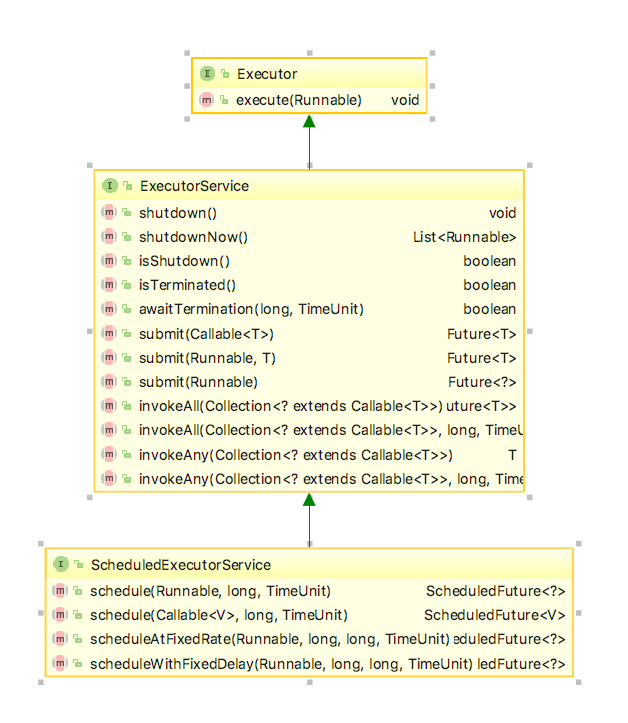 I Executor
m execute(Runnable) void
I ExecutorService
m shutdown() void
m shutdownNow() List<Runnable>
m isShutdown() boolean
m isTerminated() boolean
m awaitTermination(long, TimeUnit) boolean
m submit(Callable<T>) Future<T>
m submit(Runnable, T) Future<T>
m submit(Runnable) Future<?>
m invokeAll(Collection<? extends Callable<T>>) uture<T>>
m invokeAll(Collection<? extends Callable<T>>, long, TimeU
m invokeAny(Collection<? extends Callable<T>>) T
m invokeAny(Collection<? extends Callable<T>>, long, Time
I ScheduledExecutorService
m schedule(Runnable, long, TimeUnit) ScheduledFuture<?>
m schedule(Callable<V>, long, TimeUnit) ScheduledFuture<V>
m scheduleAtFixedRate(Runnable, long, long, TimeUnit) eduledFuture<?>
m scheduleWithFixedDelay(Runnable, long, long, TimeUnit) ledFuture<?>